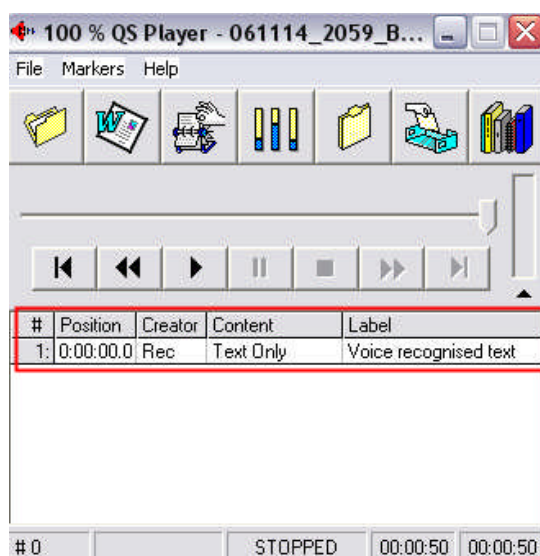 100 % QS Player - 061114_2059_B...
File Markers Help
# Position Creator Content Label
1: 0:00:00.0 Rec Text Only Voice recognised text
# 0 STOPPED 00:00:50 00:00:50